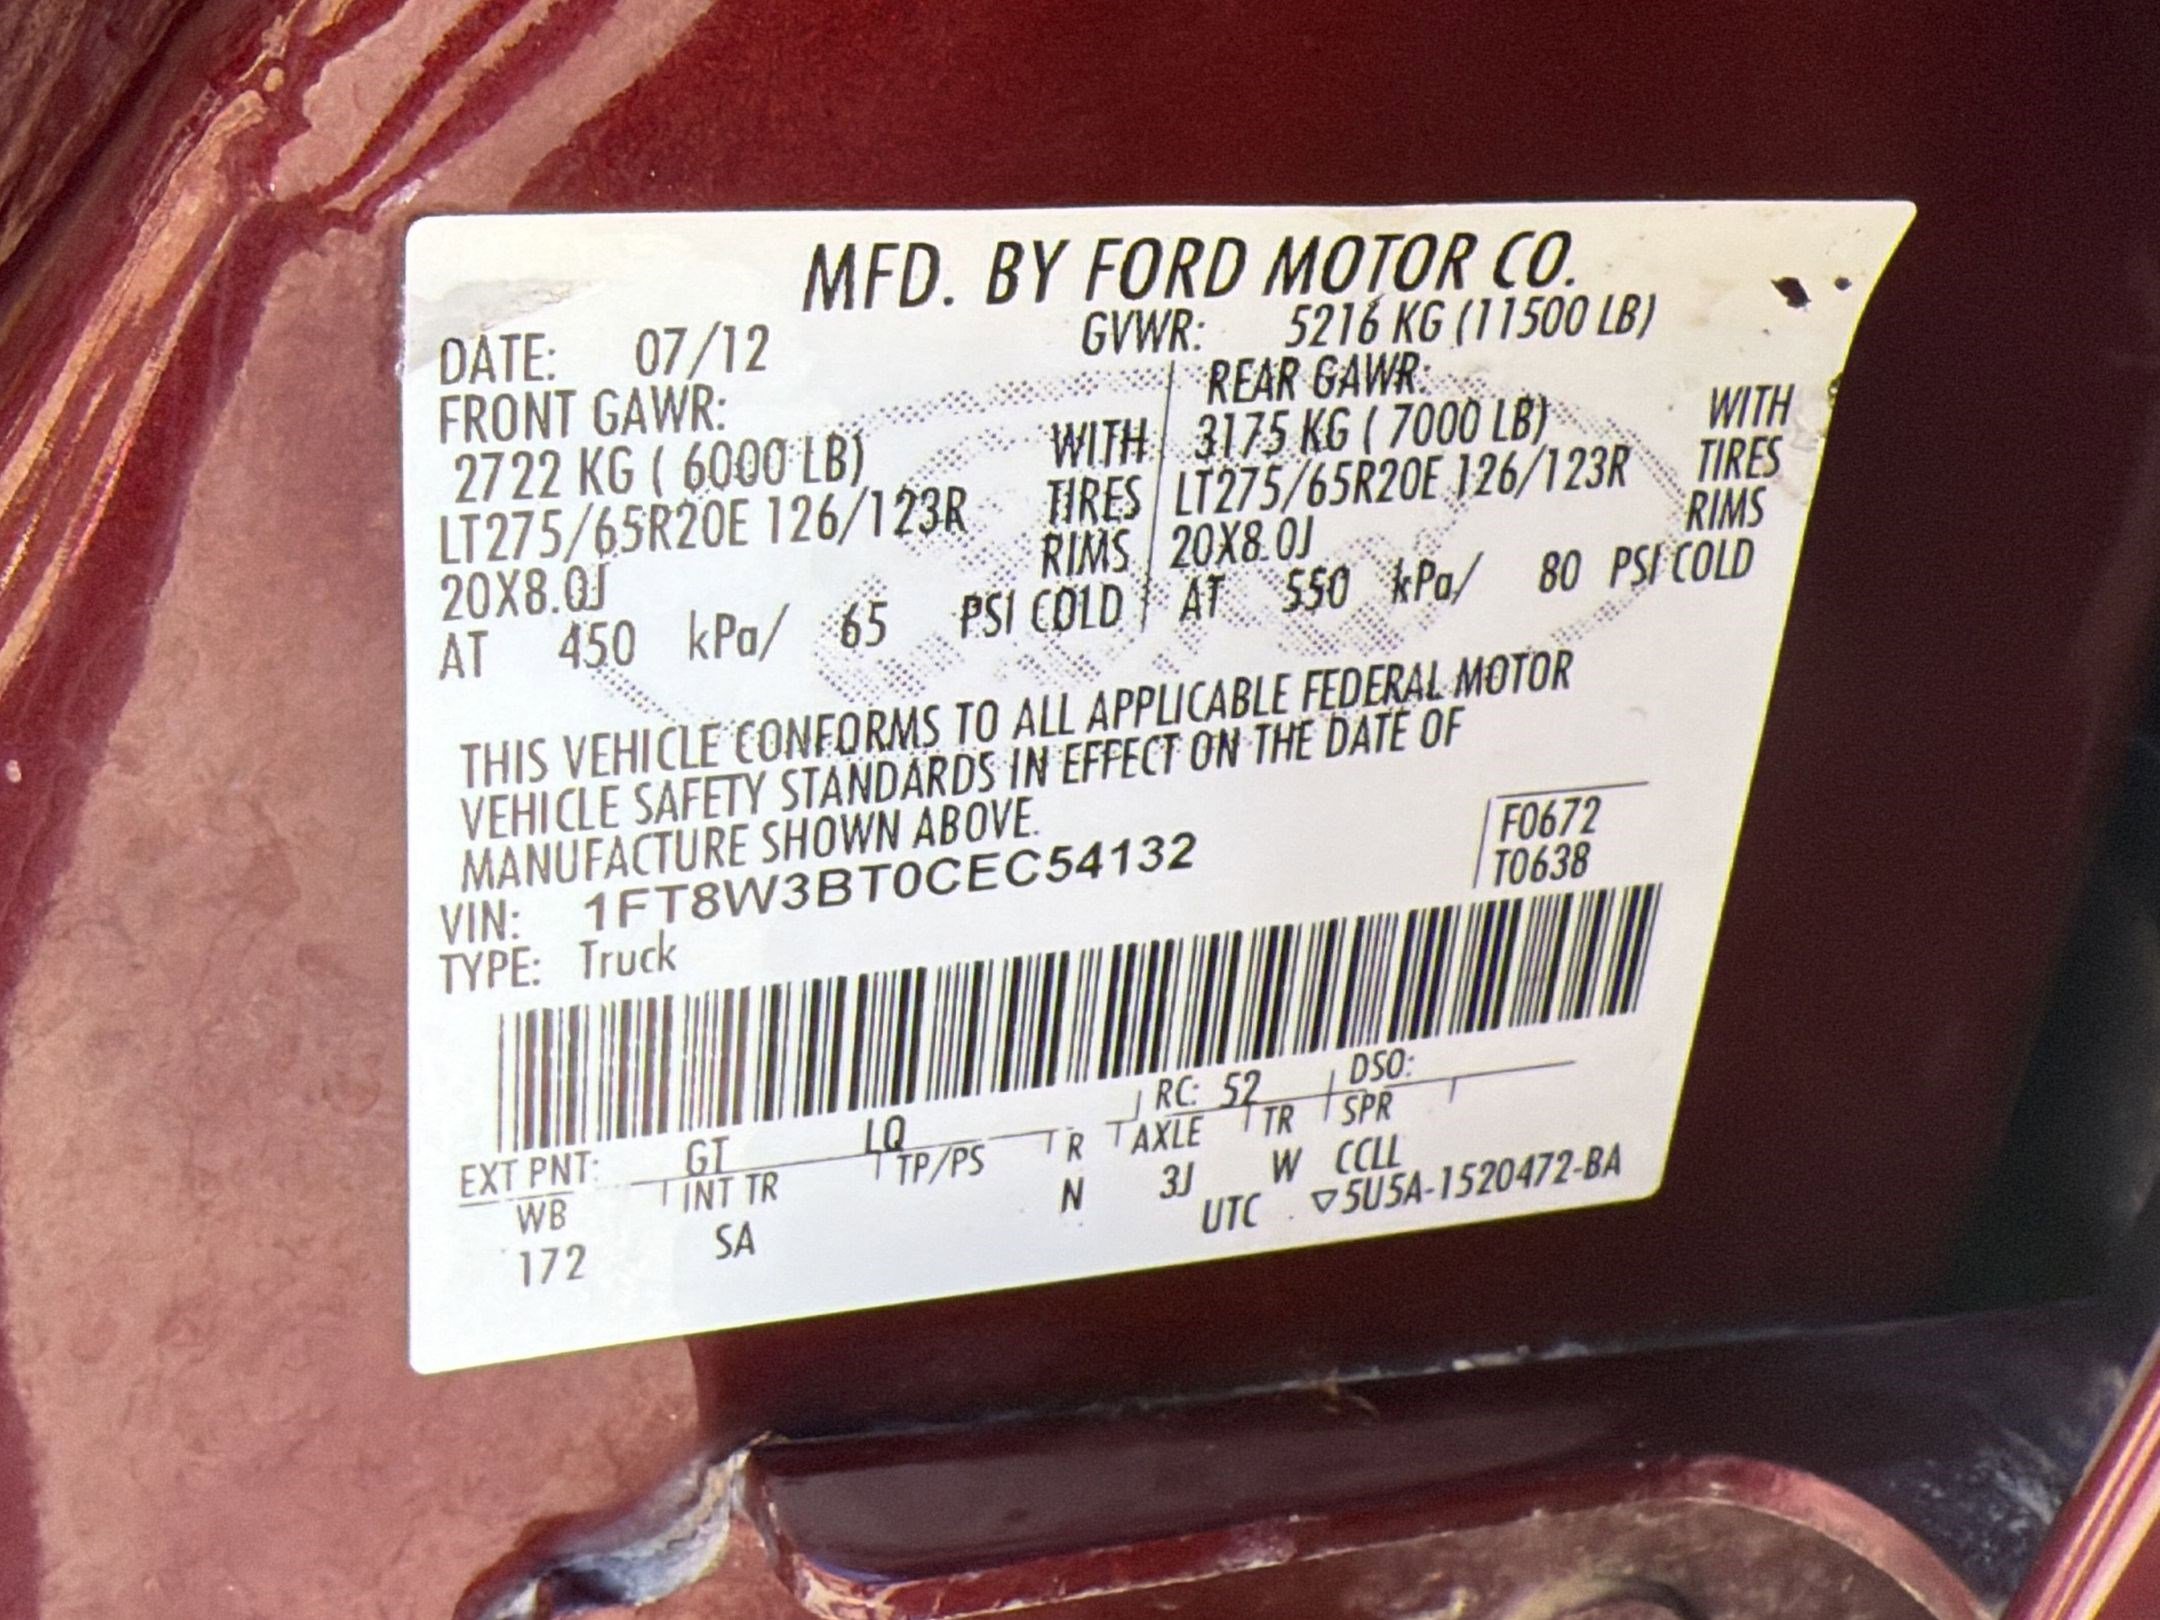 MFD. BY FORD MOTOR CO.
DATE: 07/12 GVWR: 5216 KG (11500 LB)
FRONT GAWR: REAR GAWR:
2722 KG ( 6000 LB) WITH 3175 KG ( 7000 LB) WITH
LT275/65R20E 126/123R TIRES LT275/65R20E 126/123R TIRES
20X8.0J RIMS 20X8.0J RIMS
AT 450 kPa/ 65 PSI COLD AT 550 kPa/ 80 PSI COLD
THIS VEHICLE CONFORMS TO ALL APPLICABLE FEDERAL MOTOR
VEHICLE SAFETY STANDARDS IN EFFECT ON THE DATE OF
MANUFACTURE SHOWN ABOVE.
F0672
T0638
VIN: 1FT8W3BT0CEC54132
TYPE: Truck
EXT PNT: GT LQ RC: 52 DSO:
WB INT TR TP/PS R AXLE TR SPR
172 SA N 3J W CCLL
UTC ▽5U5A-1520472-BA